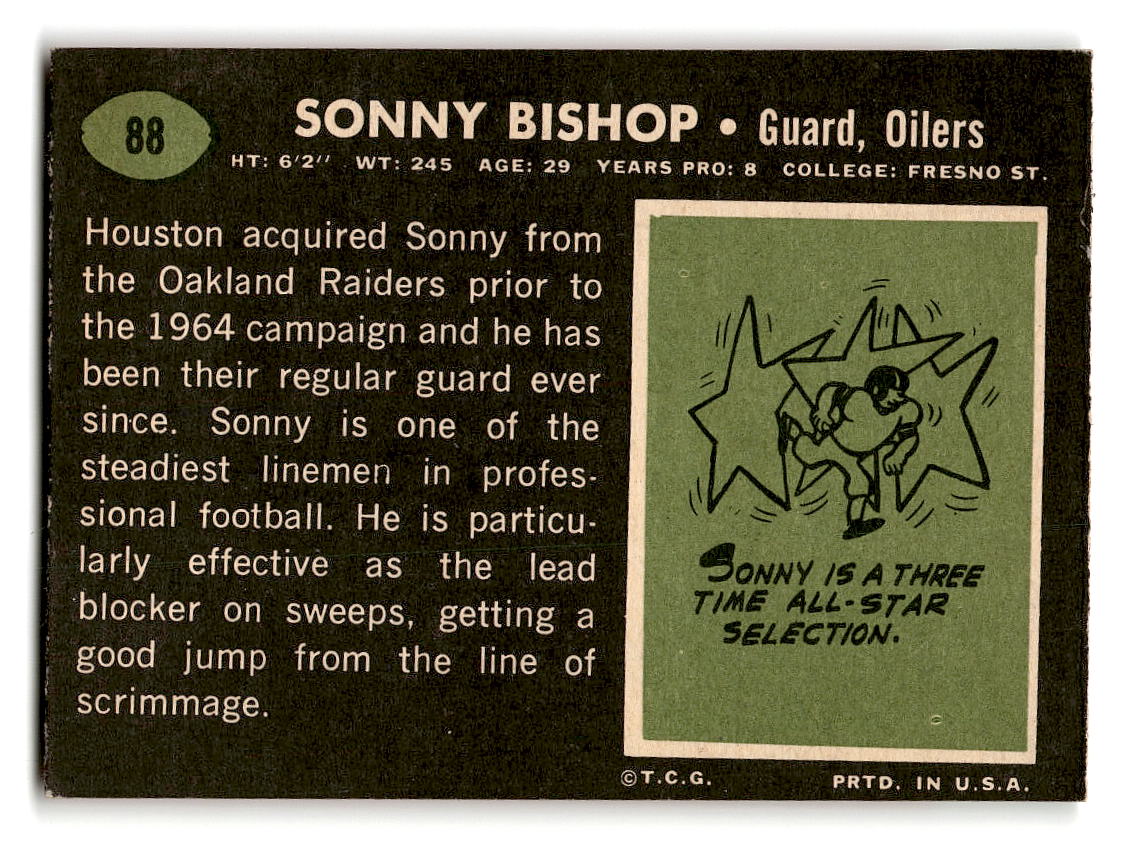 88
SONNY BISHOP • Guard, Oilers
HT: 6'2" WT: 245 AGE: 29 YEARS PRO: 8 COLLEGE: FRESNO ST.
Houston acquired Sonny from
the Oakland Raiders prior to
the 1964 campaign and he has
been their regular guard ever
since. Sonny is one of the
steadiest linemen in profes-
sional football. He is particu-
larly effective as the lead
blocker on sweeps, getting a
good jump from the line of
scrimmage.
SONNY IS A THREE
TIME ALL-STAR
SELECTION.
©T.C.G. PRTD. IN U.S.A.